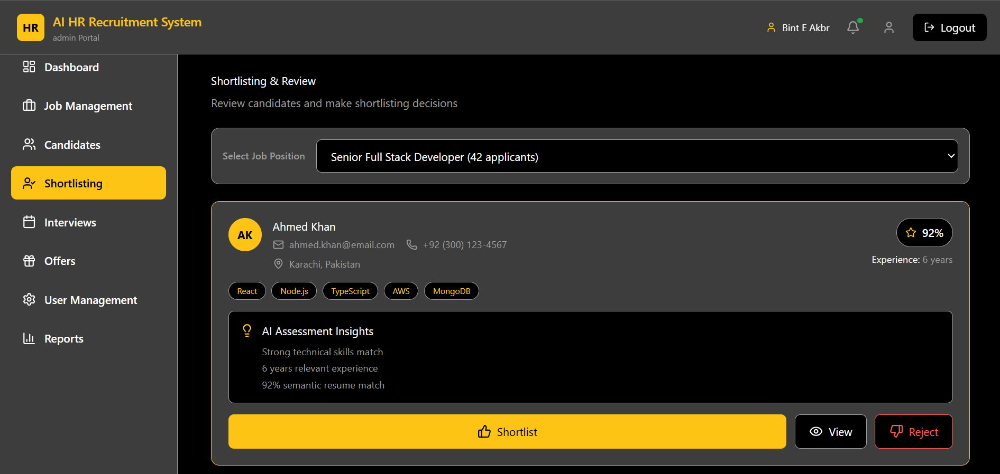 HR
AI HR Recruitment System
admin Portal
Bint E Akbr
Logout
Dashboard
Job Management
Candidates
Shortlisting
Interviews
Offers
User Management
Reports
Shortlisting & Review
Review candidates and make shortlisting decisions
Select Job Position
Senior Full Stack Developer (42 applicants)
AK
Ahmed Khan
ahmed.khan@email.com +92 (300) 123-4567
Karachi, Pakistan
92%
Experience: 6 years
React Node.js TypeScript AWS MongoDB
AI Assessment Insights
Strong technical skills match
6 years relevant experience
92% semantic resume match
Shortlist View Reject